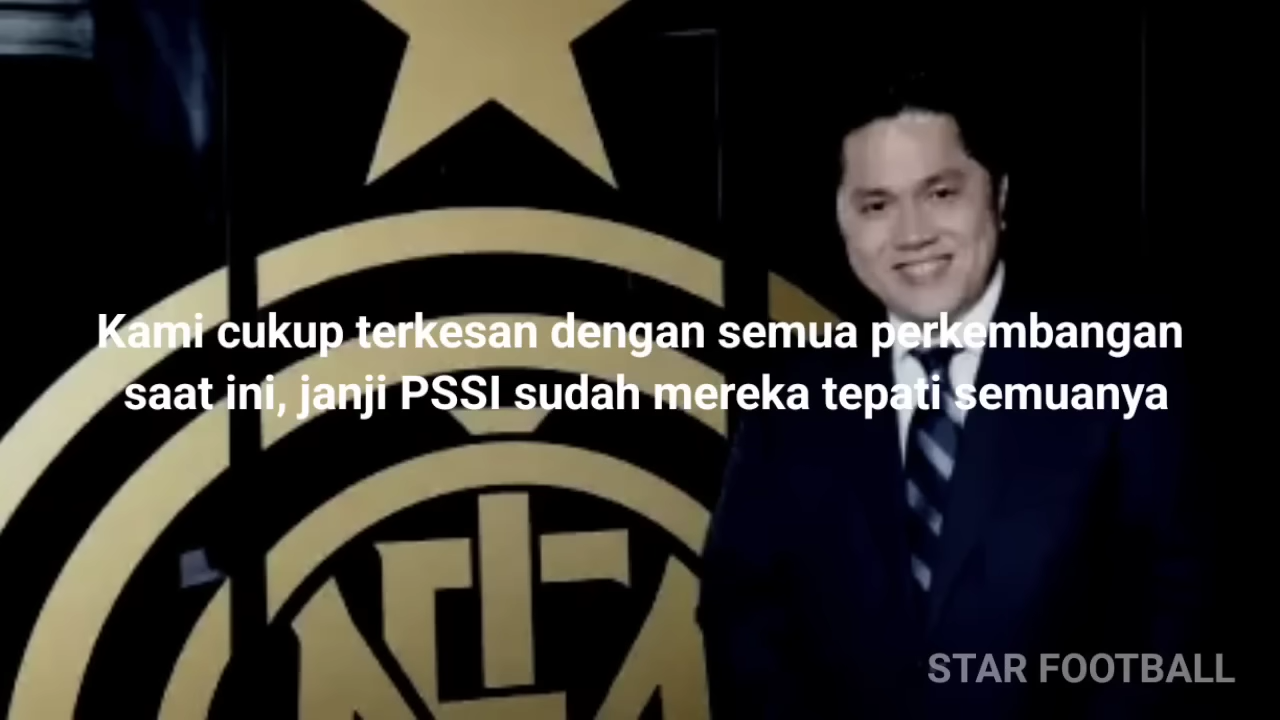 Kami cukup terkesan dengan semua perkembangan
saat ini, janji PSSI sudah mereka tepati semuanya
STAR FOOTBALL